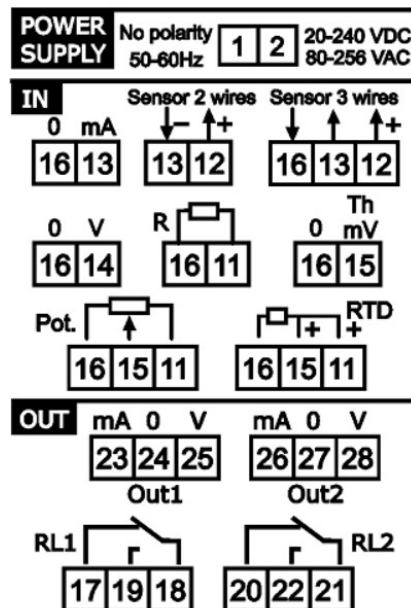 POWER SUPPLY No polarity 50-60Hz 1 2 20-240 VDC 80-256 VAC
IN Sensor 2 wires Sensor 3 wires
0 mA - + +
16 13 13 12 16 13 12
R Th
0 V 0 mV
16 14 16 11 16 15
Pot. + + RTD
16 15 11 16 15 11
OUT mA 0 V mA 0 V
23 24 25 26 27 28
Out1 Out2
RL1 RL2
17 19 18 20 22 21